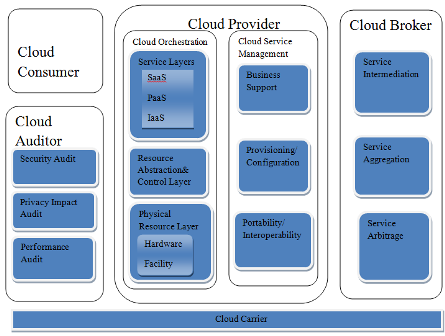 Cloud
Consumer
Cloud
Auditor
Security Audit
Privacy Impact
Audit
Performance
Audit
Cloud Provider
Cloud Orchestration
Service Layers
SaaS
PaaS
IaaS
Resource
Abstraction&
Control Layer
Physical
Resource Layer
Hardware
Facility
Cloud Service
Management
Business
Support
Provisioning/
Configuration
Portability/
Interoperability
Cloud Broker
Service
Intermediation
Service
Aggregation
Service
Arbitrage
Cloud Carrier